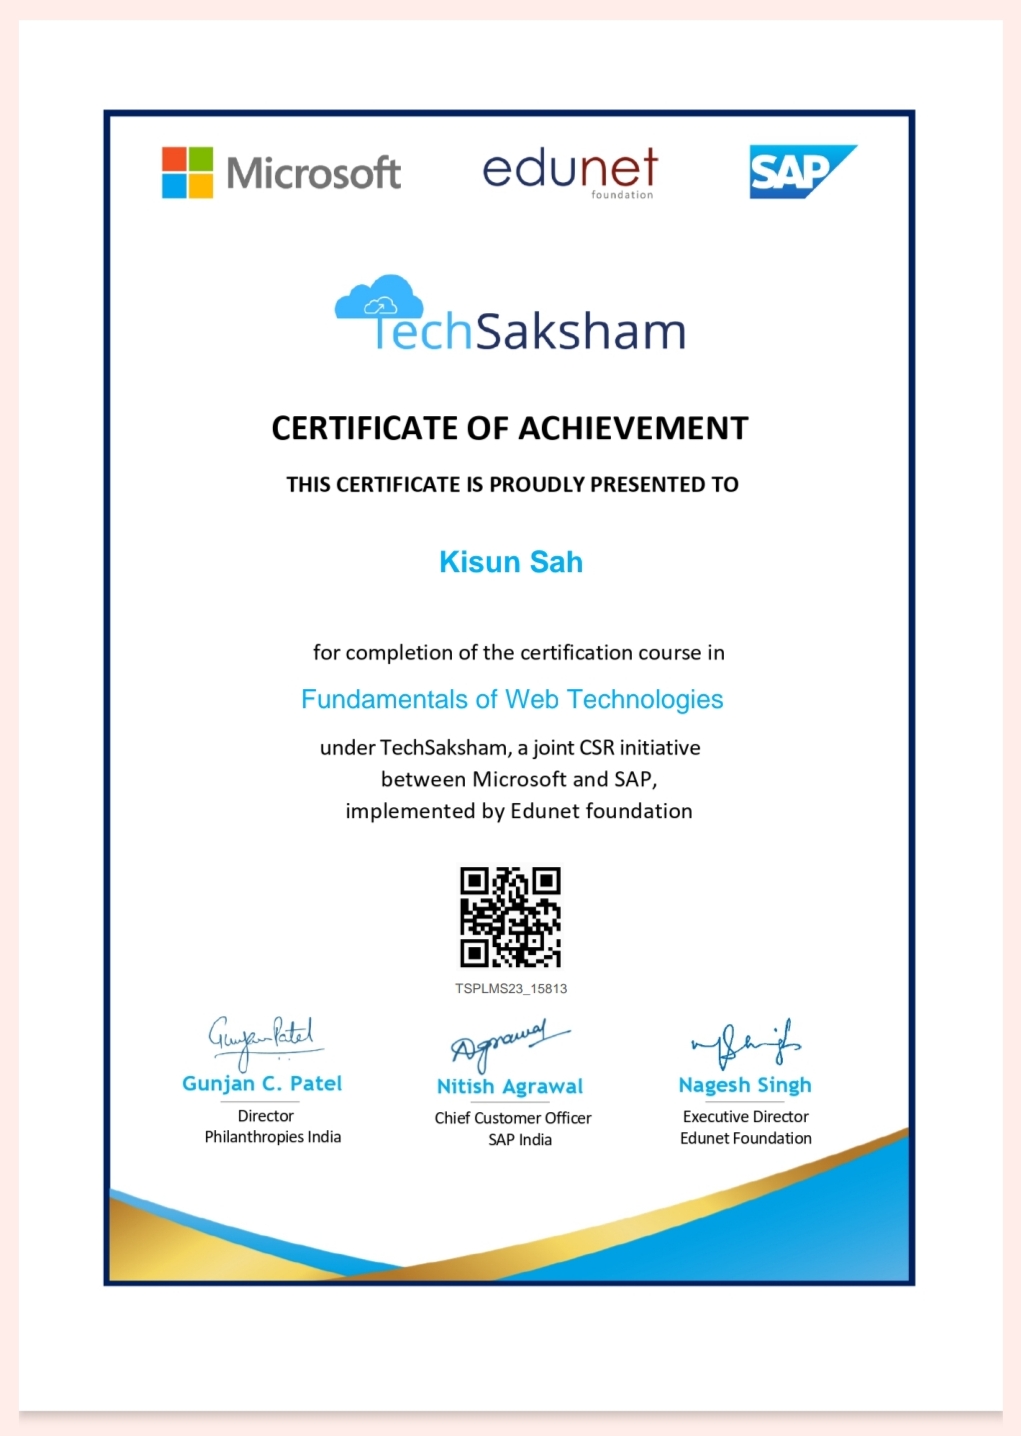 Microsoft
edunet
foundation
SAP
TechSaksham
CERTIFICATE OF ACHIEVEMENT
THIS CERTIFICATE IS PROUDLY PRESENTED TO
Kisun Sah
for completion of the certification course in
Fundamentals of Web Technologies
under TechSaksham, a joint CSR initiative
between Microsoft and SAP,
implemented by Edunet foundation
TSPLMS23_15813
Gunjan Patel
Agrawal
Gunjan C. Patel
Director
Philanthropies India
Nitish Agrawal
Chief Customer Officer
SAP India
Nagesh Singh
Executive Director
Edunet Foundation